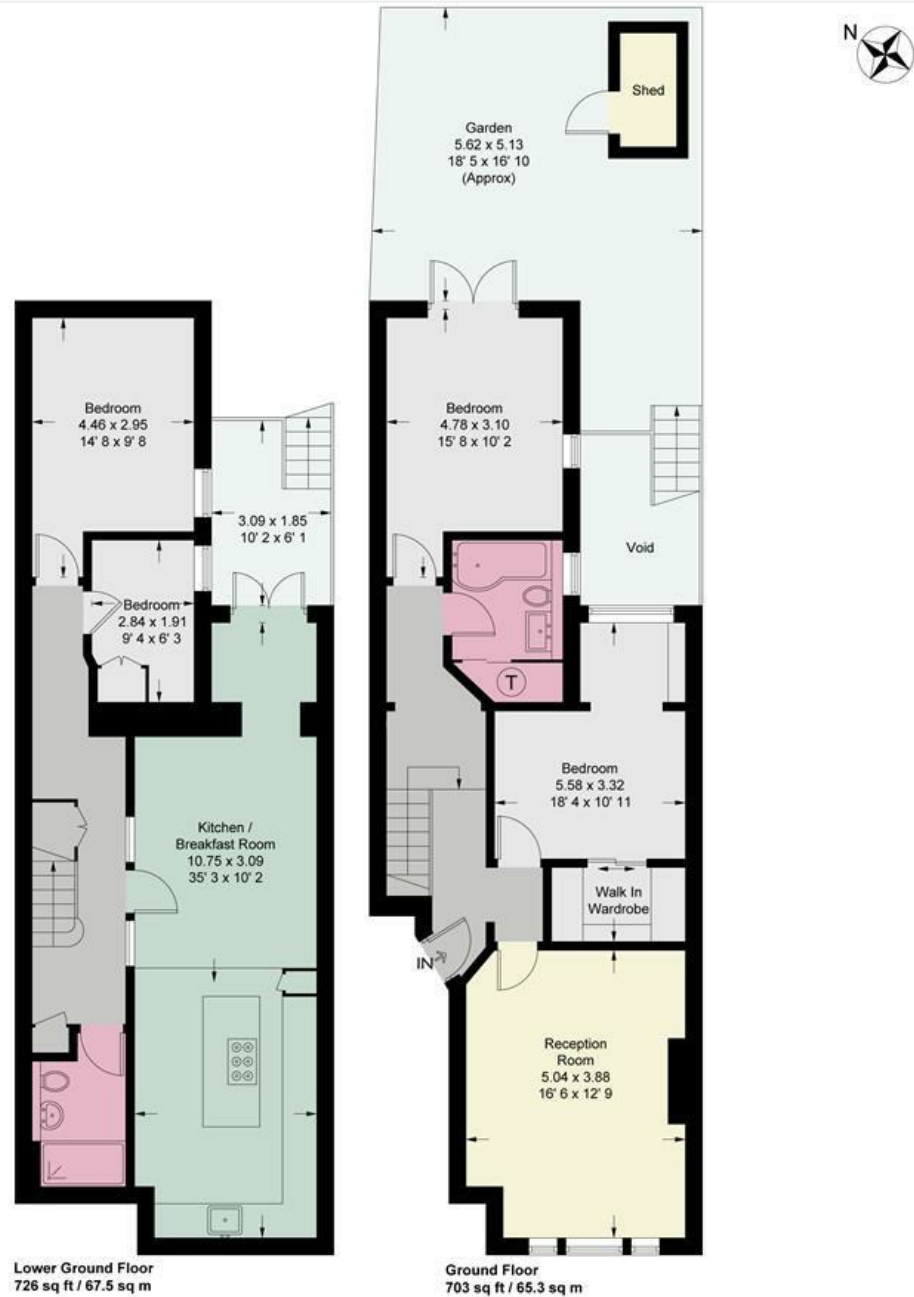 N
Shed
Garden
5.62 x 5.13
18' 5 x 16' 10
(Approx)
Bedroom
4.46 x 2.95
14' 8 x 9' 8
Bedroom
4.78 x 3.10
15' 8 x 10' 2
3.09 x 1.85
10' 2 x 6' 1
Void
Bedroom
2.84 x 1.91
9' 4 x 6' 3
T
Bedroom
5.58 x 3.32
18' 4 x 10' 11
Kitchen /
Breakfast Room
10.75 x 3.09
35' 3 x 10' 2
Walk In
Wardrobe
IN
Reception
Room
5.04 x 3.88
16' 6 x 12' 9
Lower Ground Floor
726 sq ft / 67.5 sq m
Ground Floor
703 sq ft / 65.3 sq m